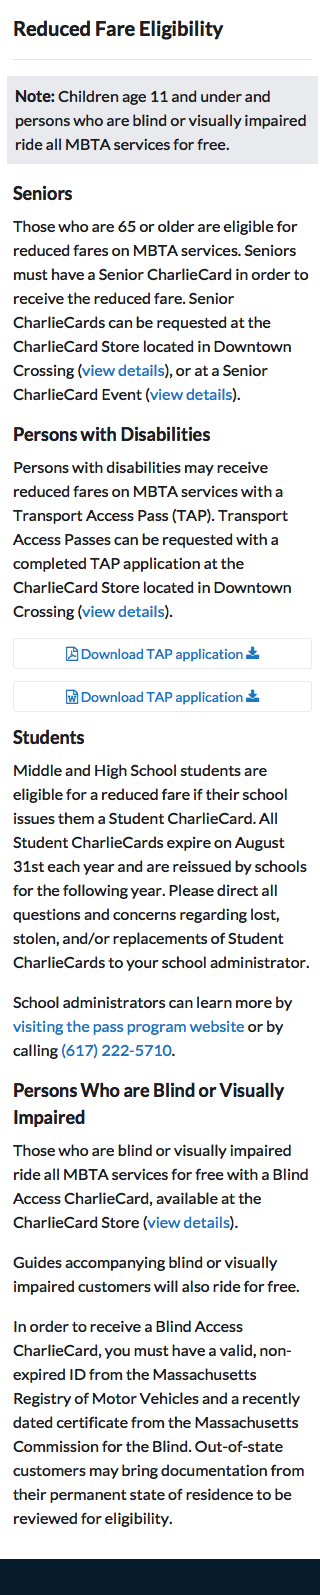 Reduced Fare Eligibility
Note: Children age 11 and under and
persons who are blind or visually impaired
ride all MBTA services for free.
Seniors
Those who are 65 or older are eligible for
reduced fares on MBTA services. Seniors
must have a Senior CharlieCard in order to
receive the reduced fare. Senior
CharlieCards can be requested at the
CharlieCard Store located in Downtown
Crossing (view details), or at a Senior
CharlieCard Event (view details).
Persons with Disabilities
Persons with disabilities may receive
reduced fares on MBTA services with a
Transport Access Pass (TAP). Transport
Access Passes can be requested with a
completed TAP application at the
CharlieCard Store located in Downtown
Crossing (view details).
Download TAP application
Download TAP application
Students
Middle and High School students are
eligible for a reduced fare if their school
issues them a Student CharlieCard. All
Student CharlieCards expire on August
31st each year and are reissued by schools
for the following year. Please direct all
questions and concerns regarding lost,
stolen, and/or replacements of Student
CharlieCards to your school administrator.
School administrators can learn more by
visiting the pass program website or by
calling (617) 222-5710.
Persons Who are Blind or Visually
Impaired
Those who are blind or visually impaired
ride all MBTA services for free with a Blind
Access CharlieCard, available at the
CharlieCard Store (view details).
Guides accompanying blind or visually
impaired customers will also ride for free.
In order to receive a Blind Access
CharlieCard, you must have a valid, non-
expired ID from the Massachusetts
Registry of Motor Vehicles and a recently
dated certificate from the Massachusetts
Commission for the Blind. Out-of-state
customers may bring documentation from
their permanent state of residence to be
reviewed for eligibility.